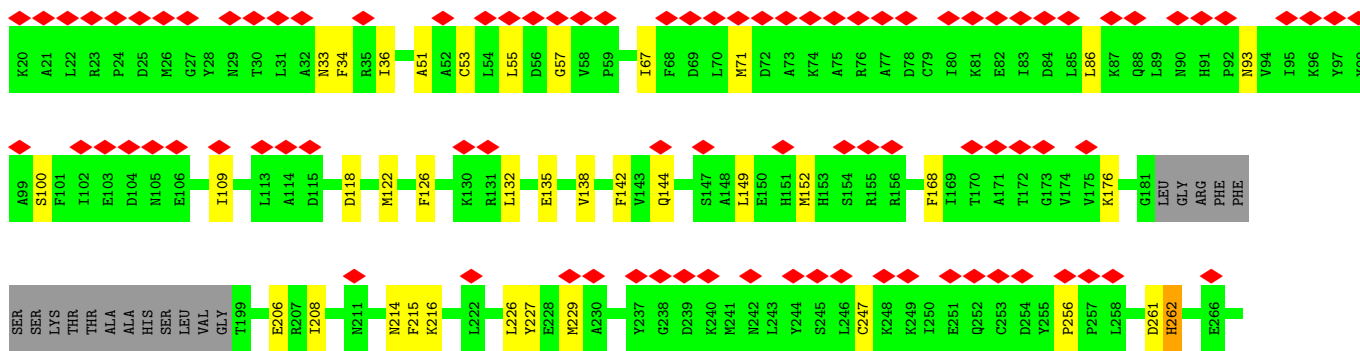 K20 A21 L22 R23 P24 D25 M26 G27 Y28 N29 T30 L31 A32 N33 F34 R35 I36 A51 A52 C53 L54 L55 D56 G57 V58 P59 I67 F68 D69 L70 M71 D72 A73 K74 A75 R76 A77 D78 C79 I80 K81 E82 I83 D84 L85 L86 K87 Q88 L89 N90 H91 P92 N93 V94 I95 K96 Y97
A99 S100 F101 I102 E103 D104 N105 E106 I109 L113 A114 D115 D118 M122 F126 K130 R131 L132 E135 V138 F142 V143 Q144 S147 A148 L149 E150 H151 M152 H153 S154 R155 R156 F168 I169 T170 A171 T172 G173 V174 V175 K176 G181 LEU GLY ARG PHE PHE
SER SER LYS THR THR ALA ALA HIS SER LEU VAL GLY T199 E206 R207 I208 N211 N214 F215 K216 L222 L226 Y227 E228 M229 A230 Y237 G238 D239 K240 M241 N242 L243 Y244 S245 L246 C247 K248 K249 I250 E251 Q252 C253 D254 Y255 P256 P257 L258 D261 H262 E266